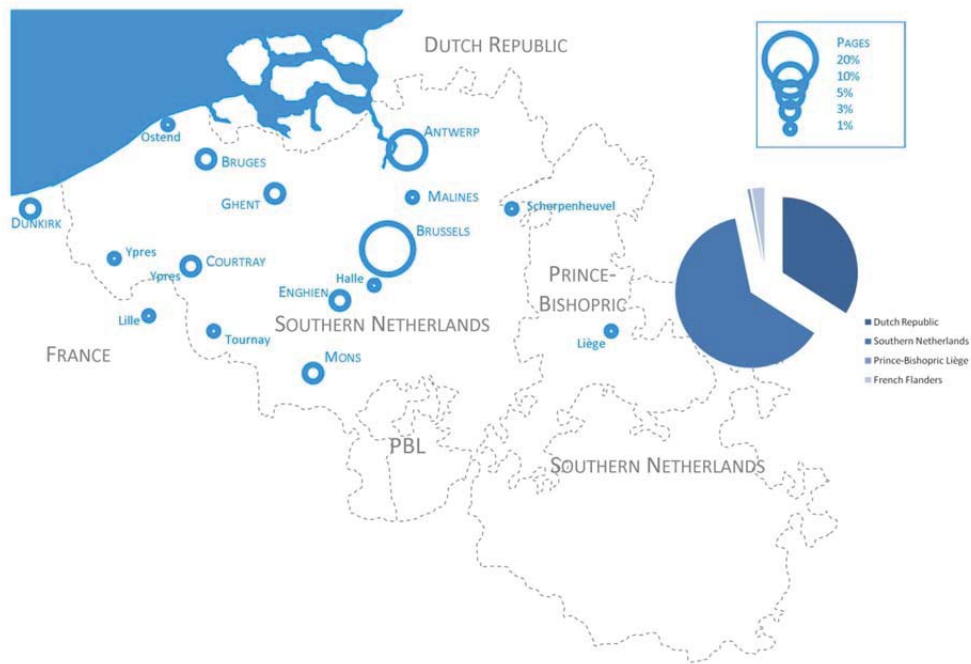 DUTCH REPUBLIC
PAGES
20%
10%
5%
3%
1%
Ostend
ANTWERP
BRUGES
GHENT
MALINES
Scherpenheuvel
DUNKIRK
BRUSSELS
Ypres
COURTRAY
Ypres
Halle
ENGHIEN
PRINCE-
BISHOPRIC
Lille
SOUTHERN NETHERLANDS
Tournay
Liège
FRANCE
MONS
Dutch Republic
Southern Netherlands
Prince-Bishopric Liège
French Flanders
PBL
SOUTHERN NETHERLANDS